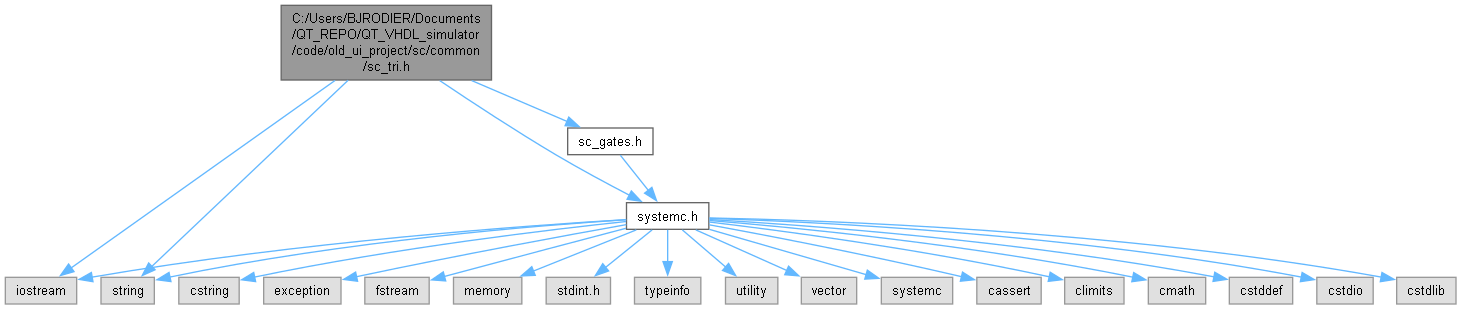 C:/Users/BJRODIER/Documents
/QT_REPO/QT_VHDL_simulator
/code/old_ui_project/sc/common
/sc_tri.h
sc_gates.h
systemc.h
iostream
string
cstring
exception
fstream
memory
stdint.h
typeinfo
utility
vector
systemc
cassert
climits
cmath
cstddef
cstdio
cstdlib